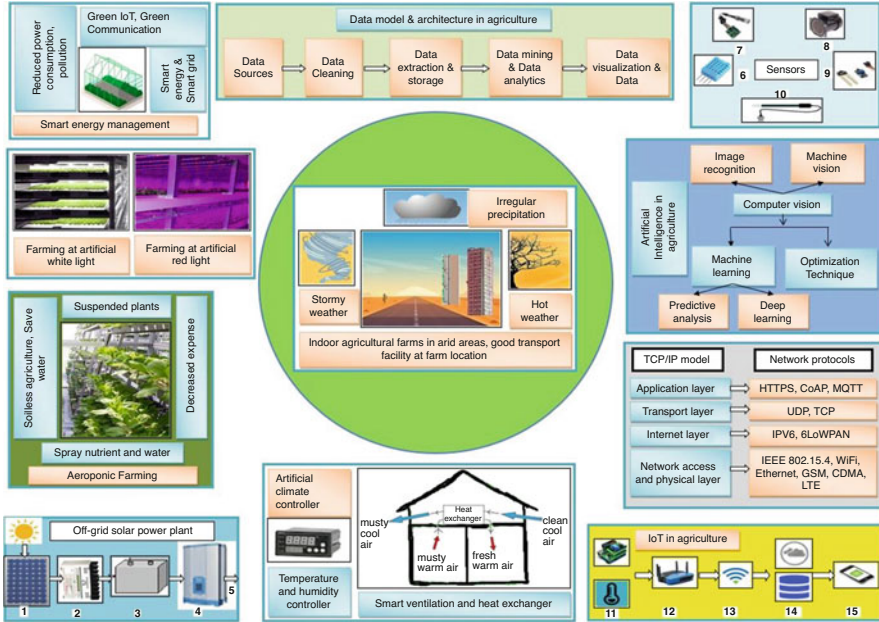 Reduced power
consumption,
pollution
Green IoT, Green
Communication
Smart
energy &
Smart grid
Smart energy management
Data model & architecture in agriculture
Data
Sources
Data
Cleaning
Data
extraction &
storage
Data mining
& Data
analytics
Data
visualization &
Data
7
8
6
Sensors
9
10
Farming at artificial
white light
Farming at artificial
red light
Irregular
precipitation
Stormy
weather
Hot
weather
Indoor agricultural farms in arid areas, good transport
facility at farm location
Artificial
Intelligence in
agriculture
Image
recognition
Machine
vision
Computer vision
Machine
learning
Optimization
Technique
Predictive
analysis
Deep
learning
Soilless agriculture, Save
water
Suspended plants
Decreased expense
Spray nutrient and water
Aeroponic Farming
TCP/IP model
Network protocols
Application layer
HTTPS, CoAP, MQTT
Transport layer
UDP, TCP
Internet layer
IPV6, 6LoWPAN
Network access
and physical layer
IEEE 802.15.4, WiFi,
Ethernet, GSM, CDMA,
LTE
Off-grid solar power plant
1
2
3
4
5
Artificial
climate
controller
Temperature
and humidity
controller
Heat
exchanger
musty
cool
air
clean
cool
air
musty
warm air
fresh
warm air
Smart ventilation and heat exchanger
IoT in agriculture
11
12
13
14
15